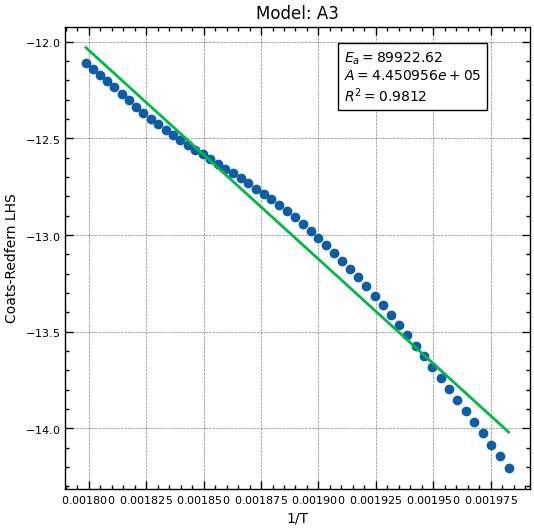 Model: A3
−12.0
−12.5
−13.0
−13.5
−14.0
Coats-Redfern LHS
E_a = 89922.62
A = 4.450956e + 05
R² = 0.9812
0.001800 0.001825 0.001850 0.001875 0.001900 0.001925 0.001950 0.001975
1/T